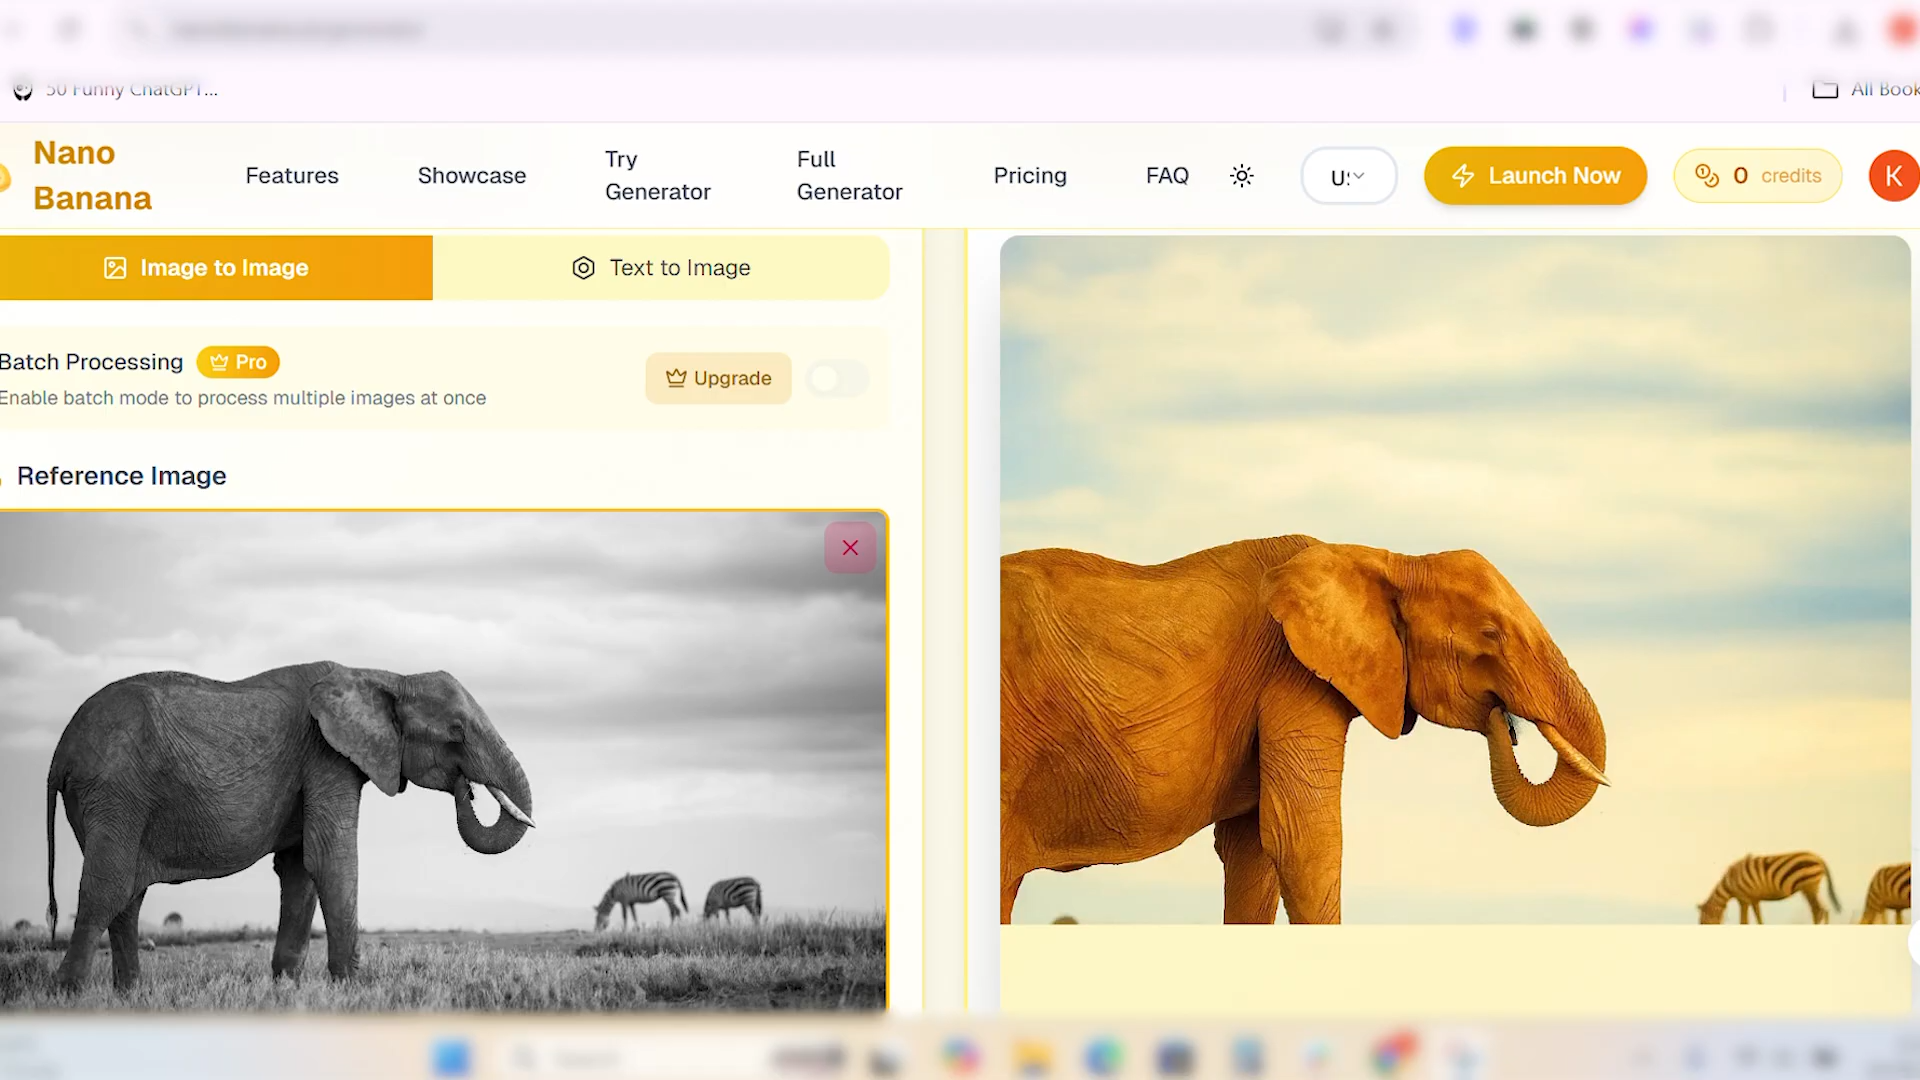 50 Funny ChatGPT...
All Book
Nano
Banana
Features
Showcase
Try
Generator
Full
Generator
Pricing
FAQ
Launch Now
0 credits
K
Image to Image
Text to Image
Batch Processing
Pro
Enable batch mode to process multiple images at once
Upgrade
Reference Image